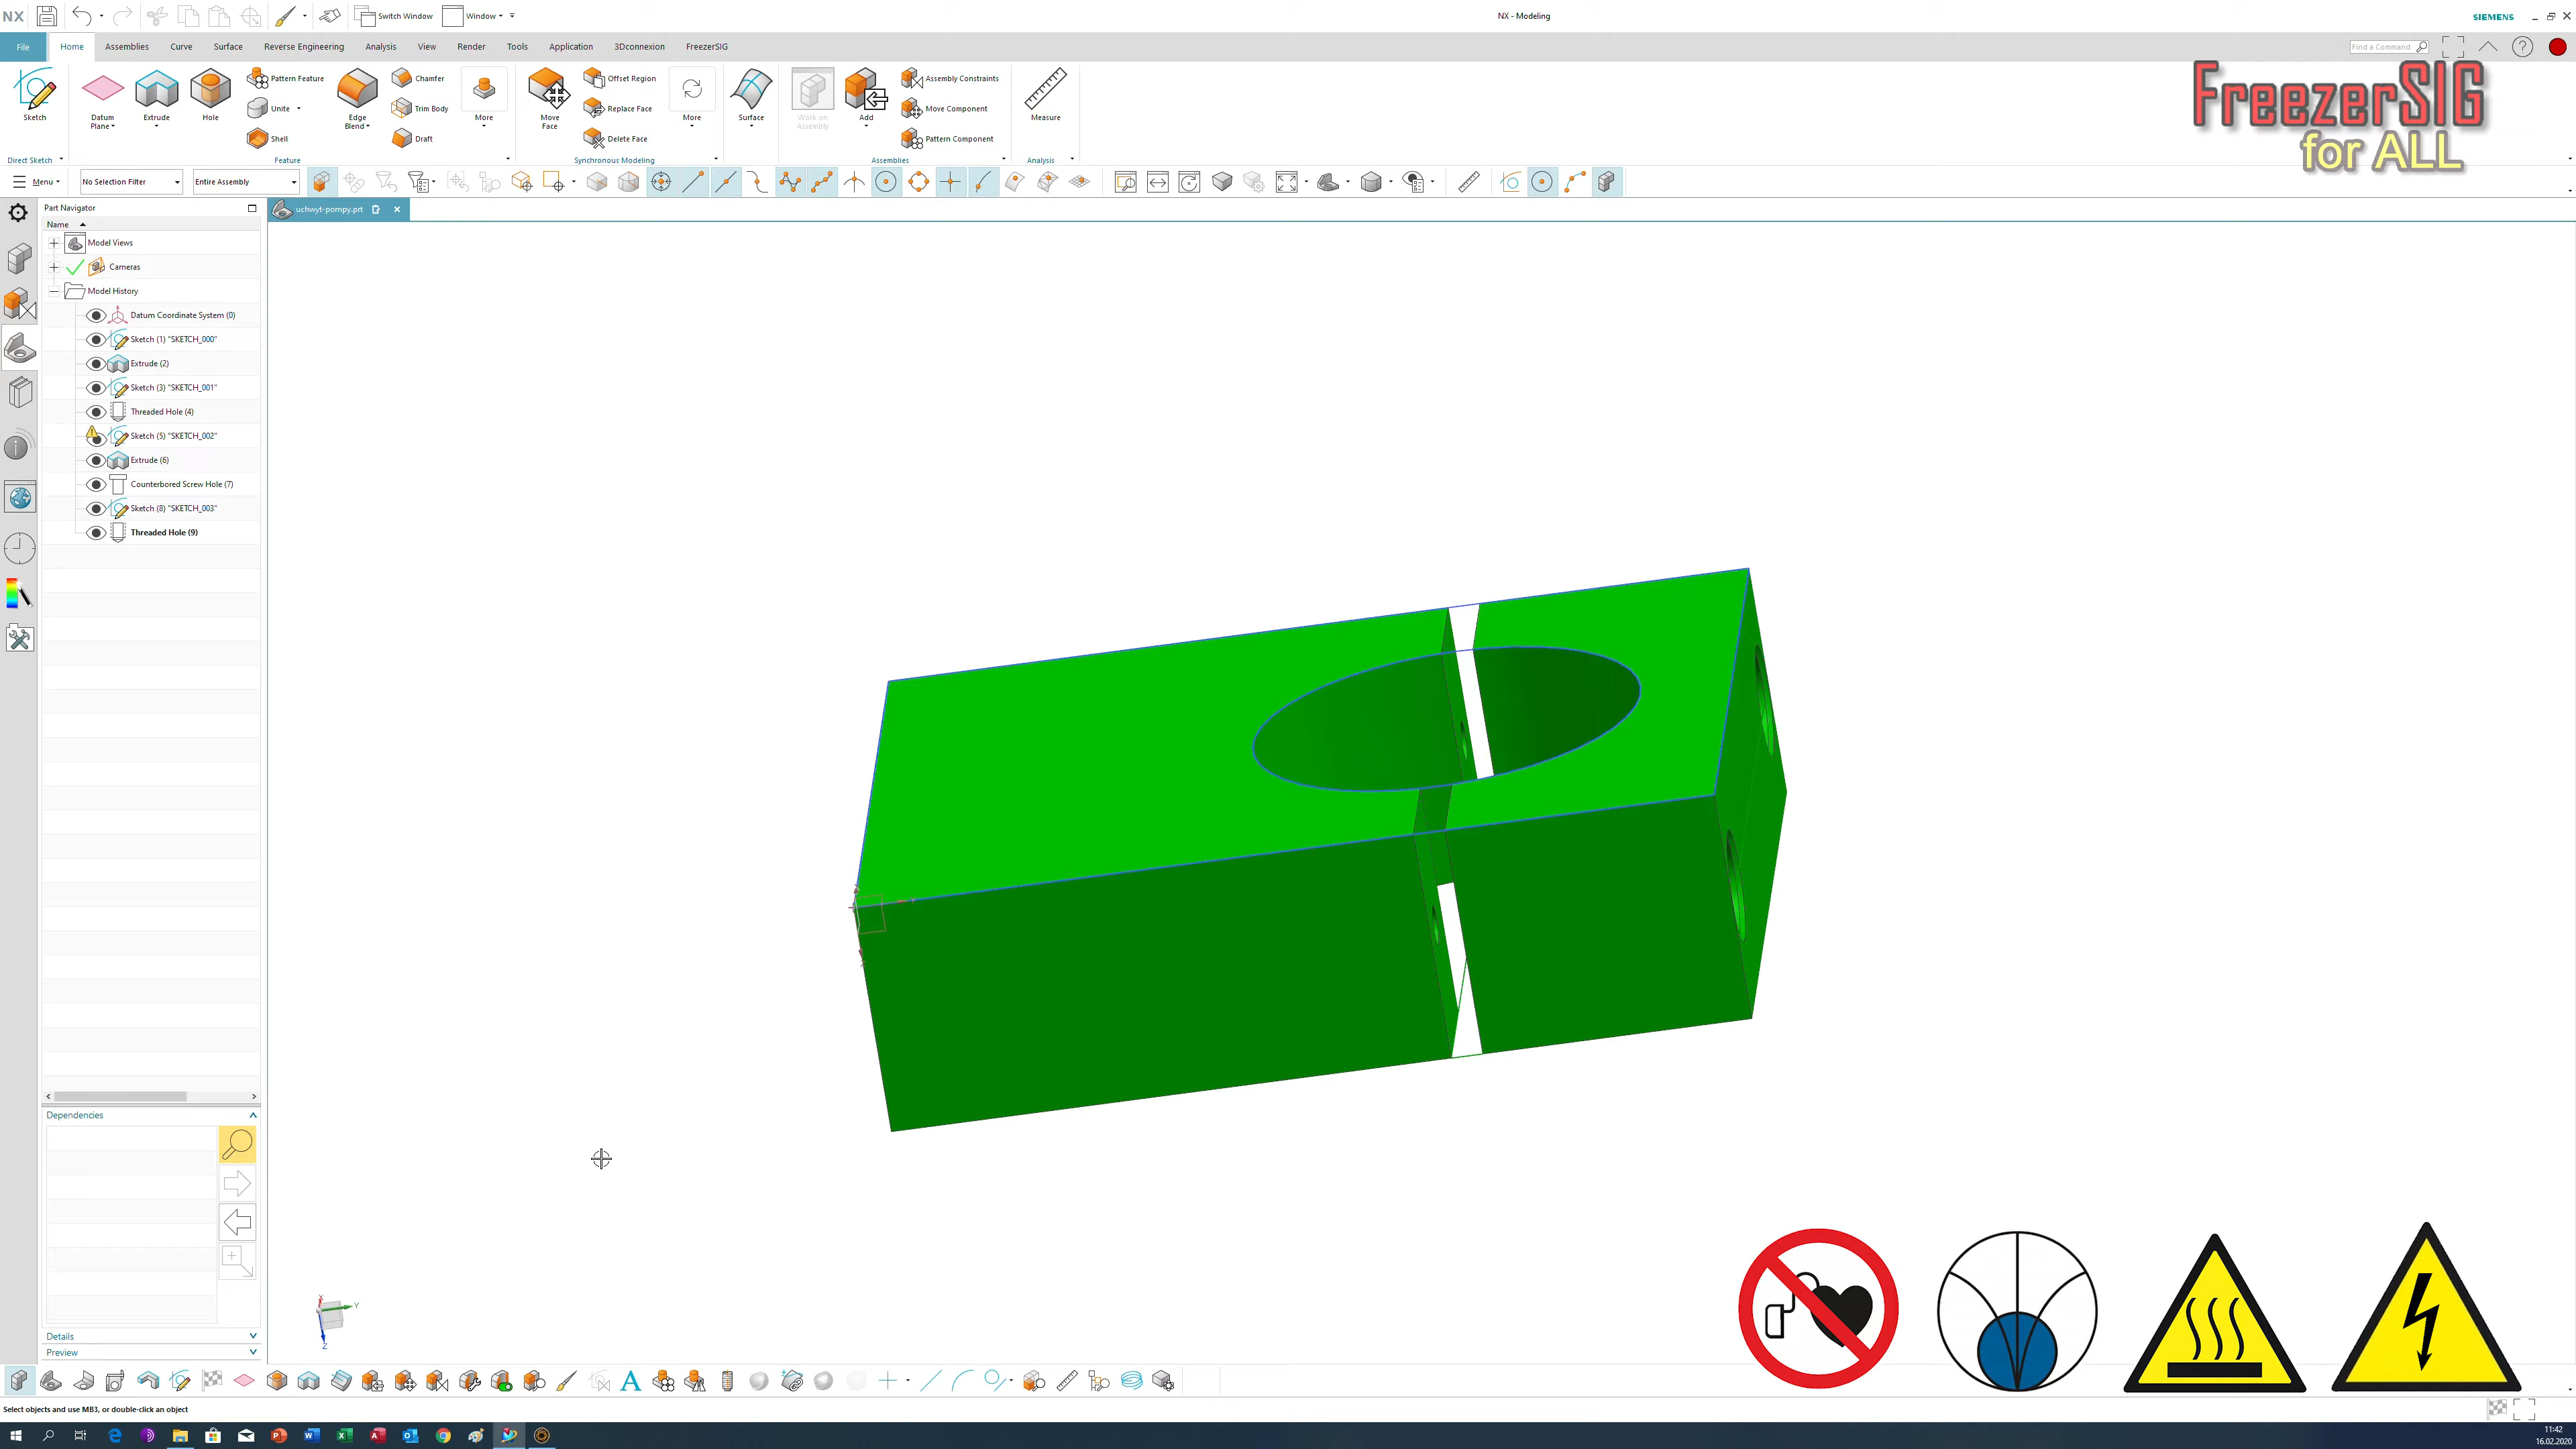 NX
Switch Window
Window
NX - Modeling
SIEMENS
File
Home
Assemblies
Curve
Surface
Reverse Engineering
Analysis
View
Render
Tools
Application
3Dconnexion
FreezerSIG
Find a Command
Sketch
Datum
Plane
Extrude
Hole
Pattern Feature
Unite
Shell
Edge
Blend
Chamfer
Trim Body
Draft
More
Move
Face
Offset Region
Replace Face
Delete Face
More
Surface
Work on
Assembly
Add
Assembly Constraints
Move Component
Pattern Component
Measure
Direct Sketch
Feature
Synchronous Modeling
Assemblies
Analysis
FreezerSIG
for ALL
Menu
No Selection Filter
Entire Assembly
Part Navigator
uchwyt-pompy.prt
Name
Model Views
Cameras
Model History
Datum Coordinate System (0)
Sketch (1) "SKETCH_000"
Extrude (2)
Sketch (3) "SKETCH_001"
Threaded Hole (4)
Sketch (5) "SKETCH_002"
Extrude (6)
Counterbored Screw Hole (7)
Sketch (8) "SKETCH_003"
Threaded Hole (9)
Dependencies
Details
Preview
X
Y
Z
Select objects and use MB3, or double-click an object
11:42
16.02.2020